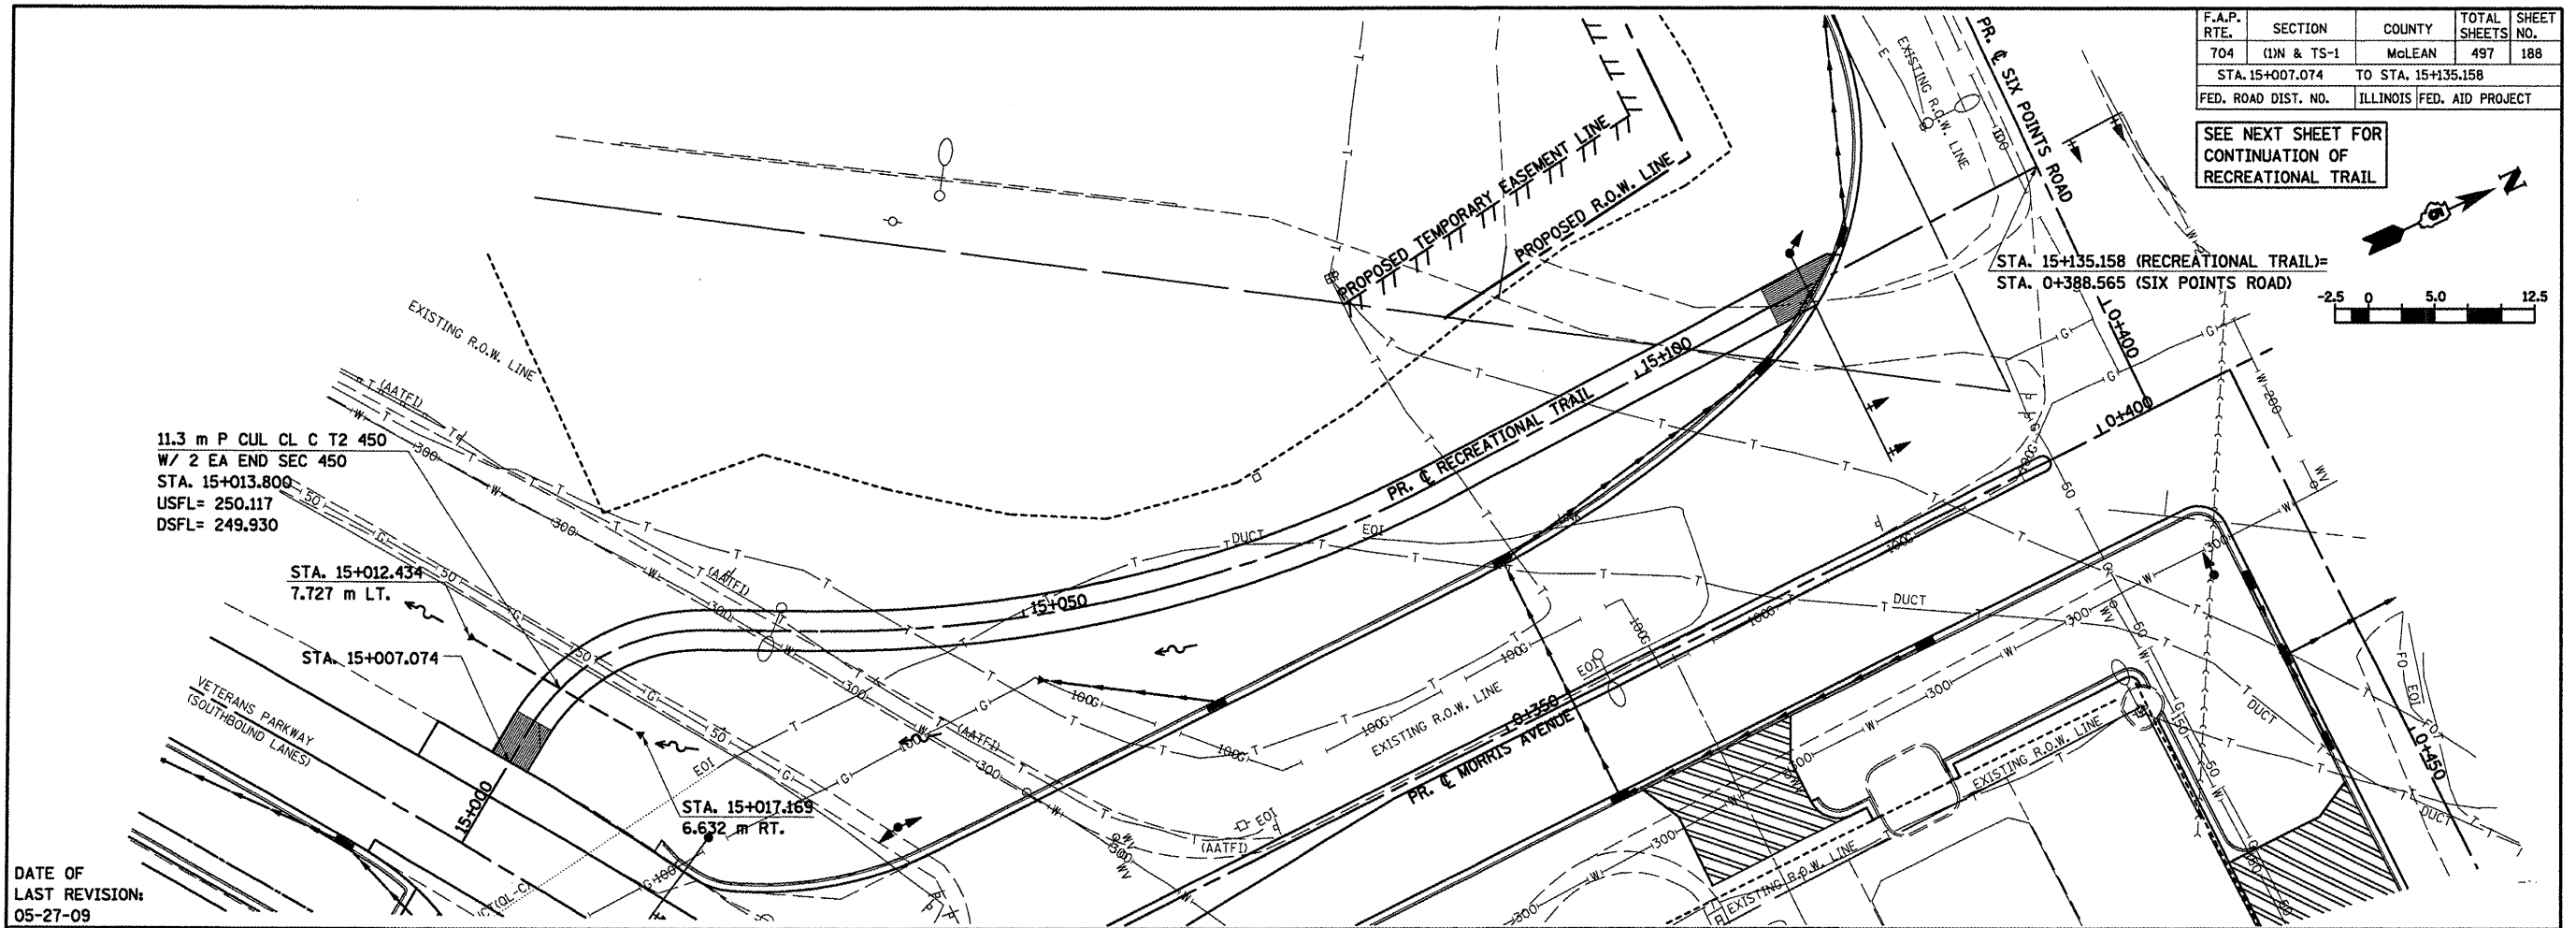 F.A.P. RTE. SECTION COUNTY TOTAL SHEETS SHEET NO.
704 (1)N & TS-1 McLEAN 497 188
STA. 15+007.074 TO STA. 15+135.158
FED. ROAD DIST. NO. ILLINOIS FED. AID PROJECT
SEE NEXT SHEET FOR
CONTINUATION OF
RECREATIONAL TRAIL
N
PR. ℄ SIX POINTS ROAD
EXISTING R.O.W. LINE
PROPOSED TEMPORARY EASEMENT LINE
PROPOSED R.O.W. LINE
STA. 15+135.158 (RECREATIONAL TRAIL)=
STA. 0+388.565 (SIX POINTS ROAD)
-2.5 0 5.0 12.5
0+400
0+400
15+100
EXISTING R.O.W. LINE
PR. ℄ RECREATIONAL TRAIL
11.3 m P CUL CL C T2 450
W/ 2 EA END SEC 450
STA. 15+013.800
USFL= 250.117
DSFL= 249.930
STA. 15+012.434
7.727 m LT.
STA. 15+007.074
15+050
(AATFI)
(AATFI)
(AATFI)
(AATFI)
DUCT
EOI
DUCT
EOI
EOI
EOI
DUCT
DUCT
FO
EOI
VETERANS PARKWAY
(SOUTHBOUND LANES)
15+000
STA. 15+017.169
6.632 m RT.
EXISTING R.O.W. LINE
0+350
PR. ℄ MORRIS AVENUE
EXISTING R.O.W. LINE
EXISTING R.O.W. LINE
0+450
DATE OF
LAST REVISION:
05-27-09